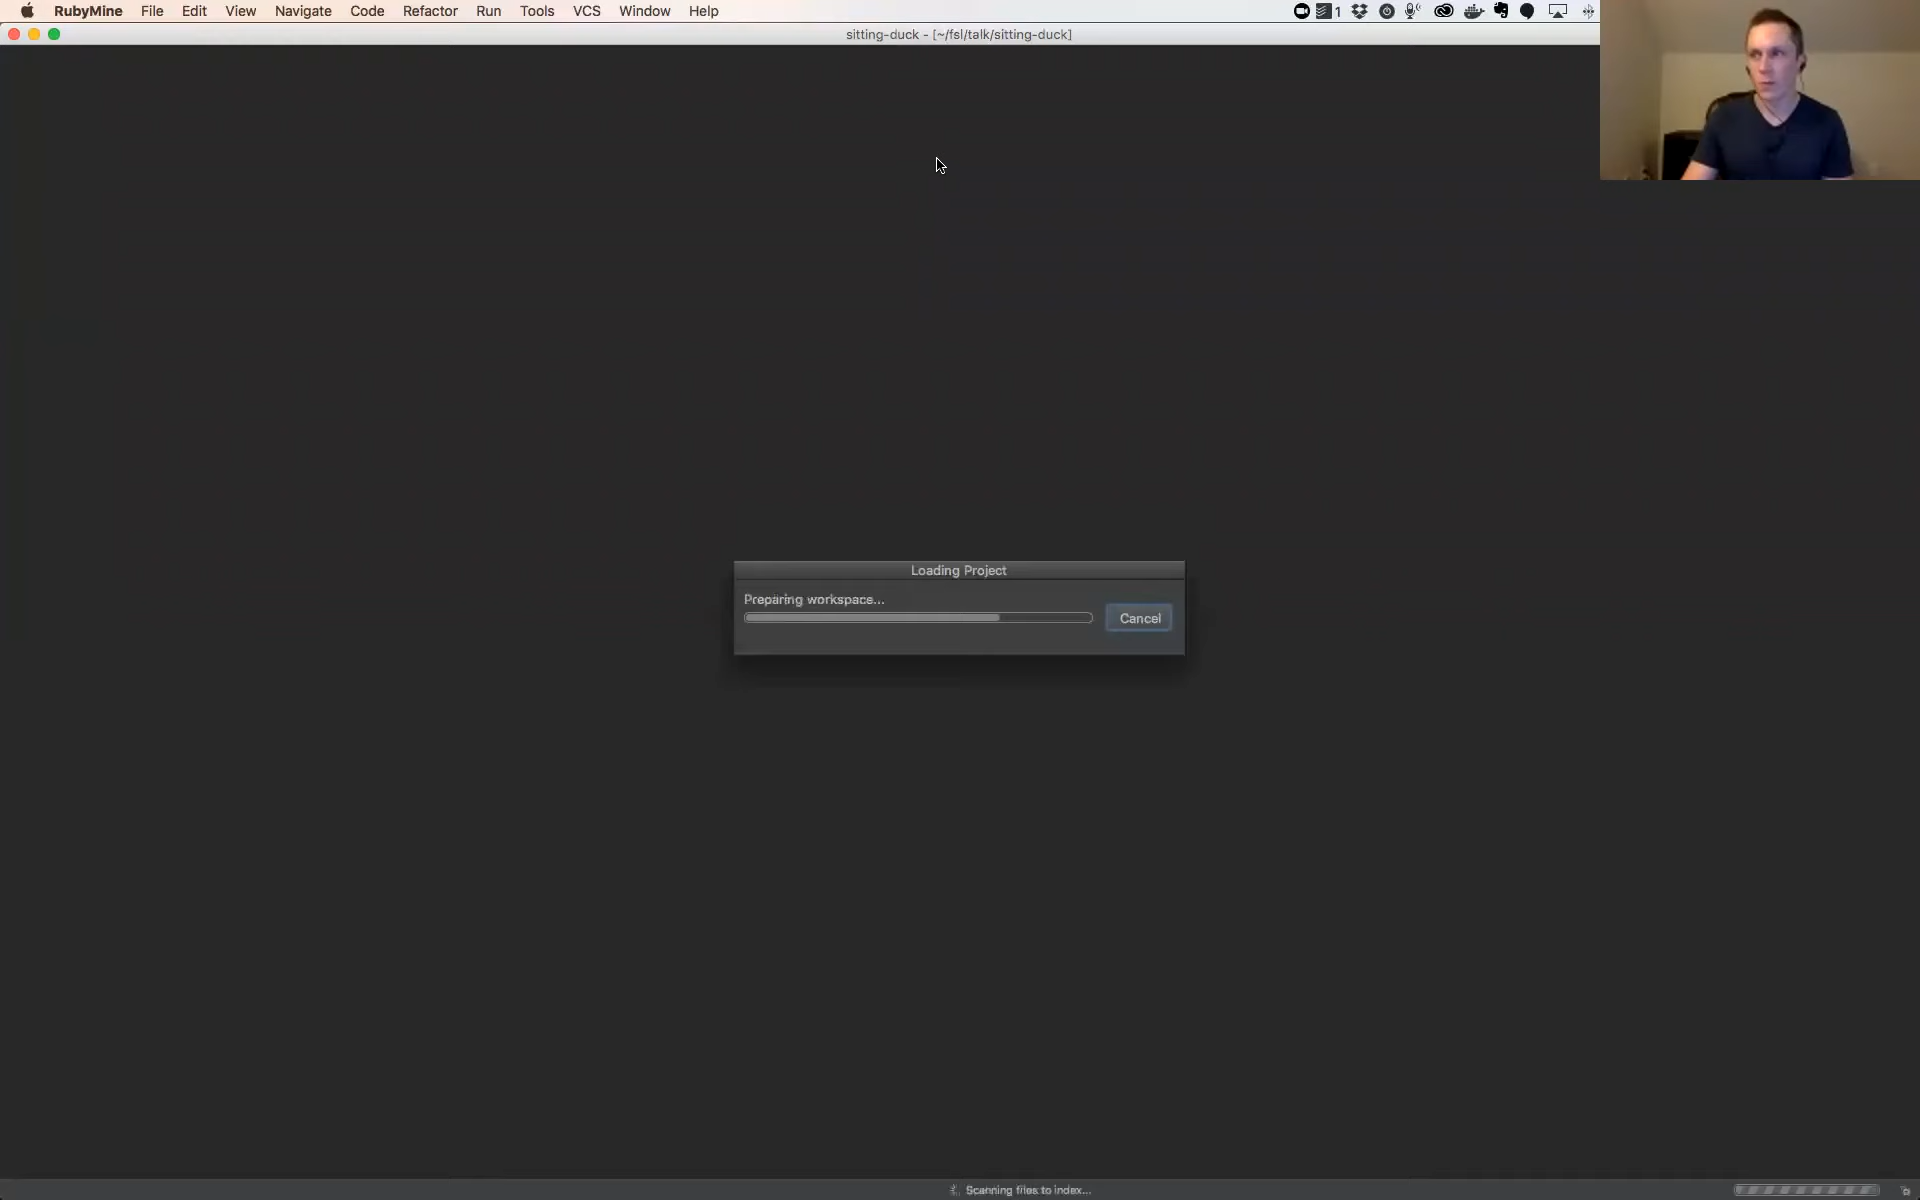 RubyMine File Edit View Navigate Code Refactor Run Tools VCS Window Help 1
sitting-duck - [~/fsl/talk/sitting-duck]
Loading Project
Preparing workspace...
Cancel
Scanning files to index...